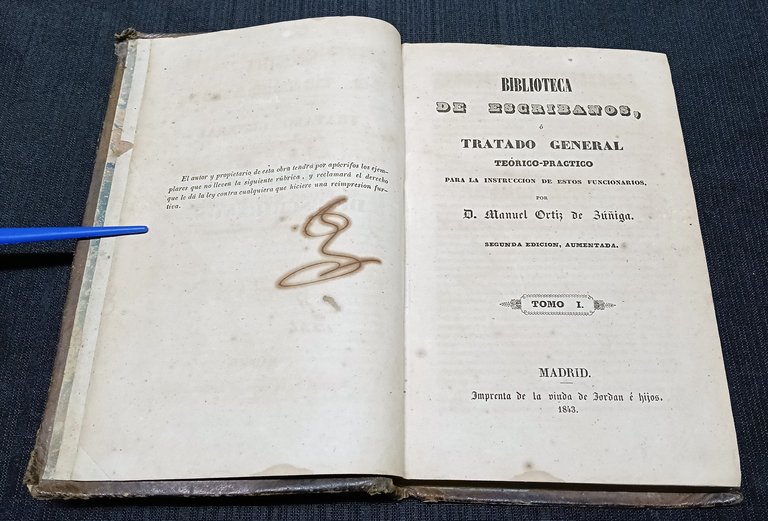 El autor y propietario de esta obra tendrá por apócrifos los ejem-
plares que no lleven la siguiente rúbrica, y reclamará el derecho
que le dá la ley contra cualquiera que hiciere una reimpresion fur-
tiva.
BIBLIOTECA
DE ESCRIBANOS,
ó
TRATADO GENERAL
TEÓRICO-PRACTICO
PARA LA INSTRUCCION DE ESTOS FUNCIONARIOS,
POR
D. Manuel Ortiz de Zúñiga.
SEGUNDA EDICION, AUMENTADA.
TOMO I.
MADRID.
Imprenta de la viuda de Jordan é hijos.
1843.